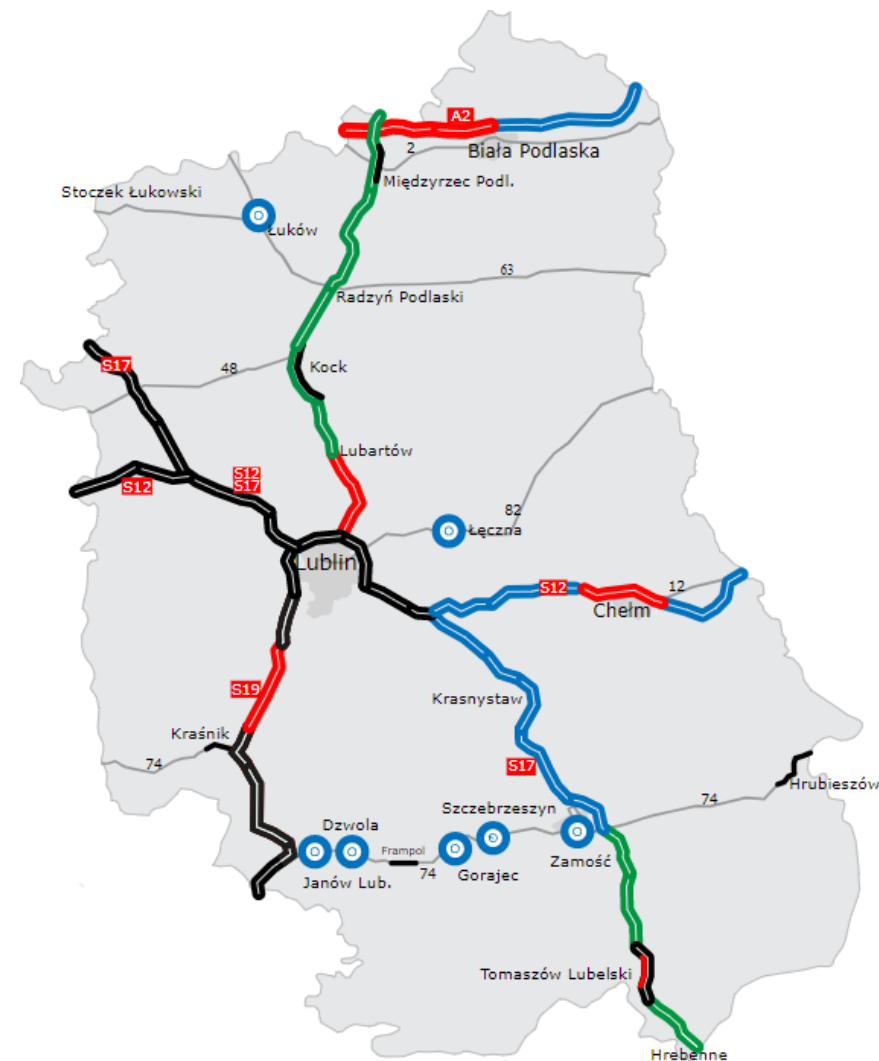 A2
2
Biała Podlaska
Międzyrzec Podl.
Stoczek Łukowski
Łuków
63
Radzyń Podlaski
S17
48
Kock
Lubartów
S12
S12
S17
82
Łęczna
Lublin
S12
12
Chełm
S19
Krasnystaw
Kraśnik
74
S17
Hrubieszów
74
Szczebrzeszyn
Dzwola
Frampol
Zamość
74
Gorajec
Janów Lub.
Tomaszów Lubelski
Hrebenne